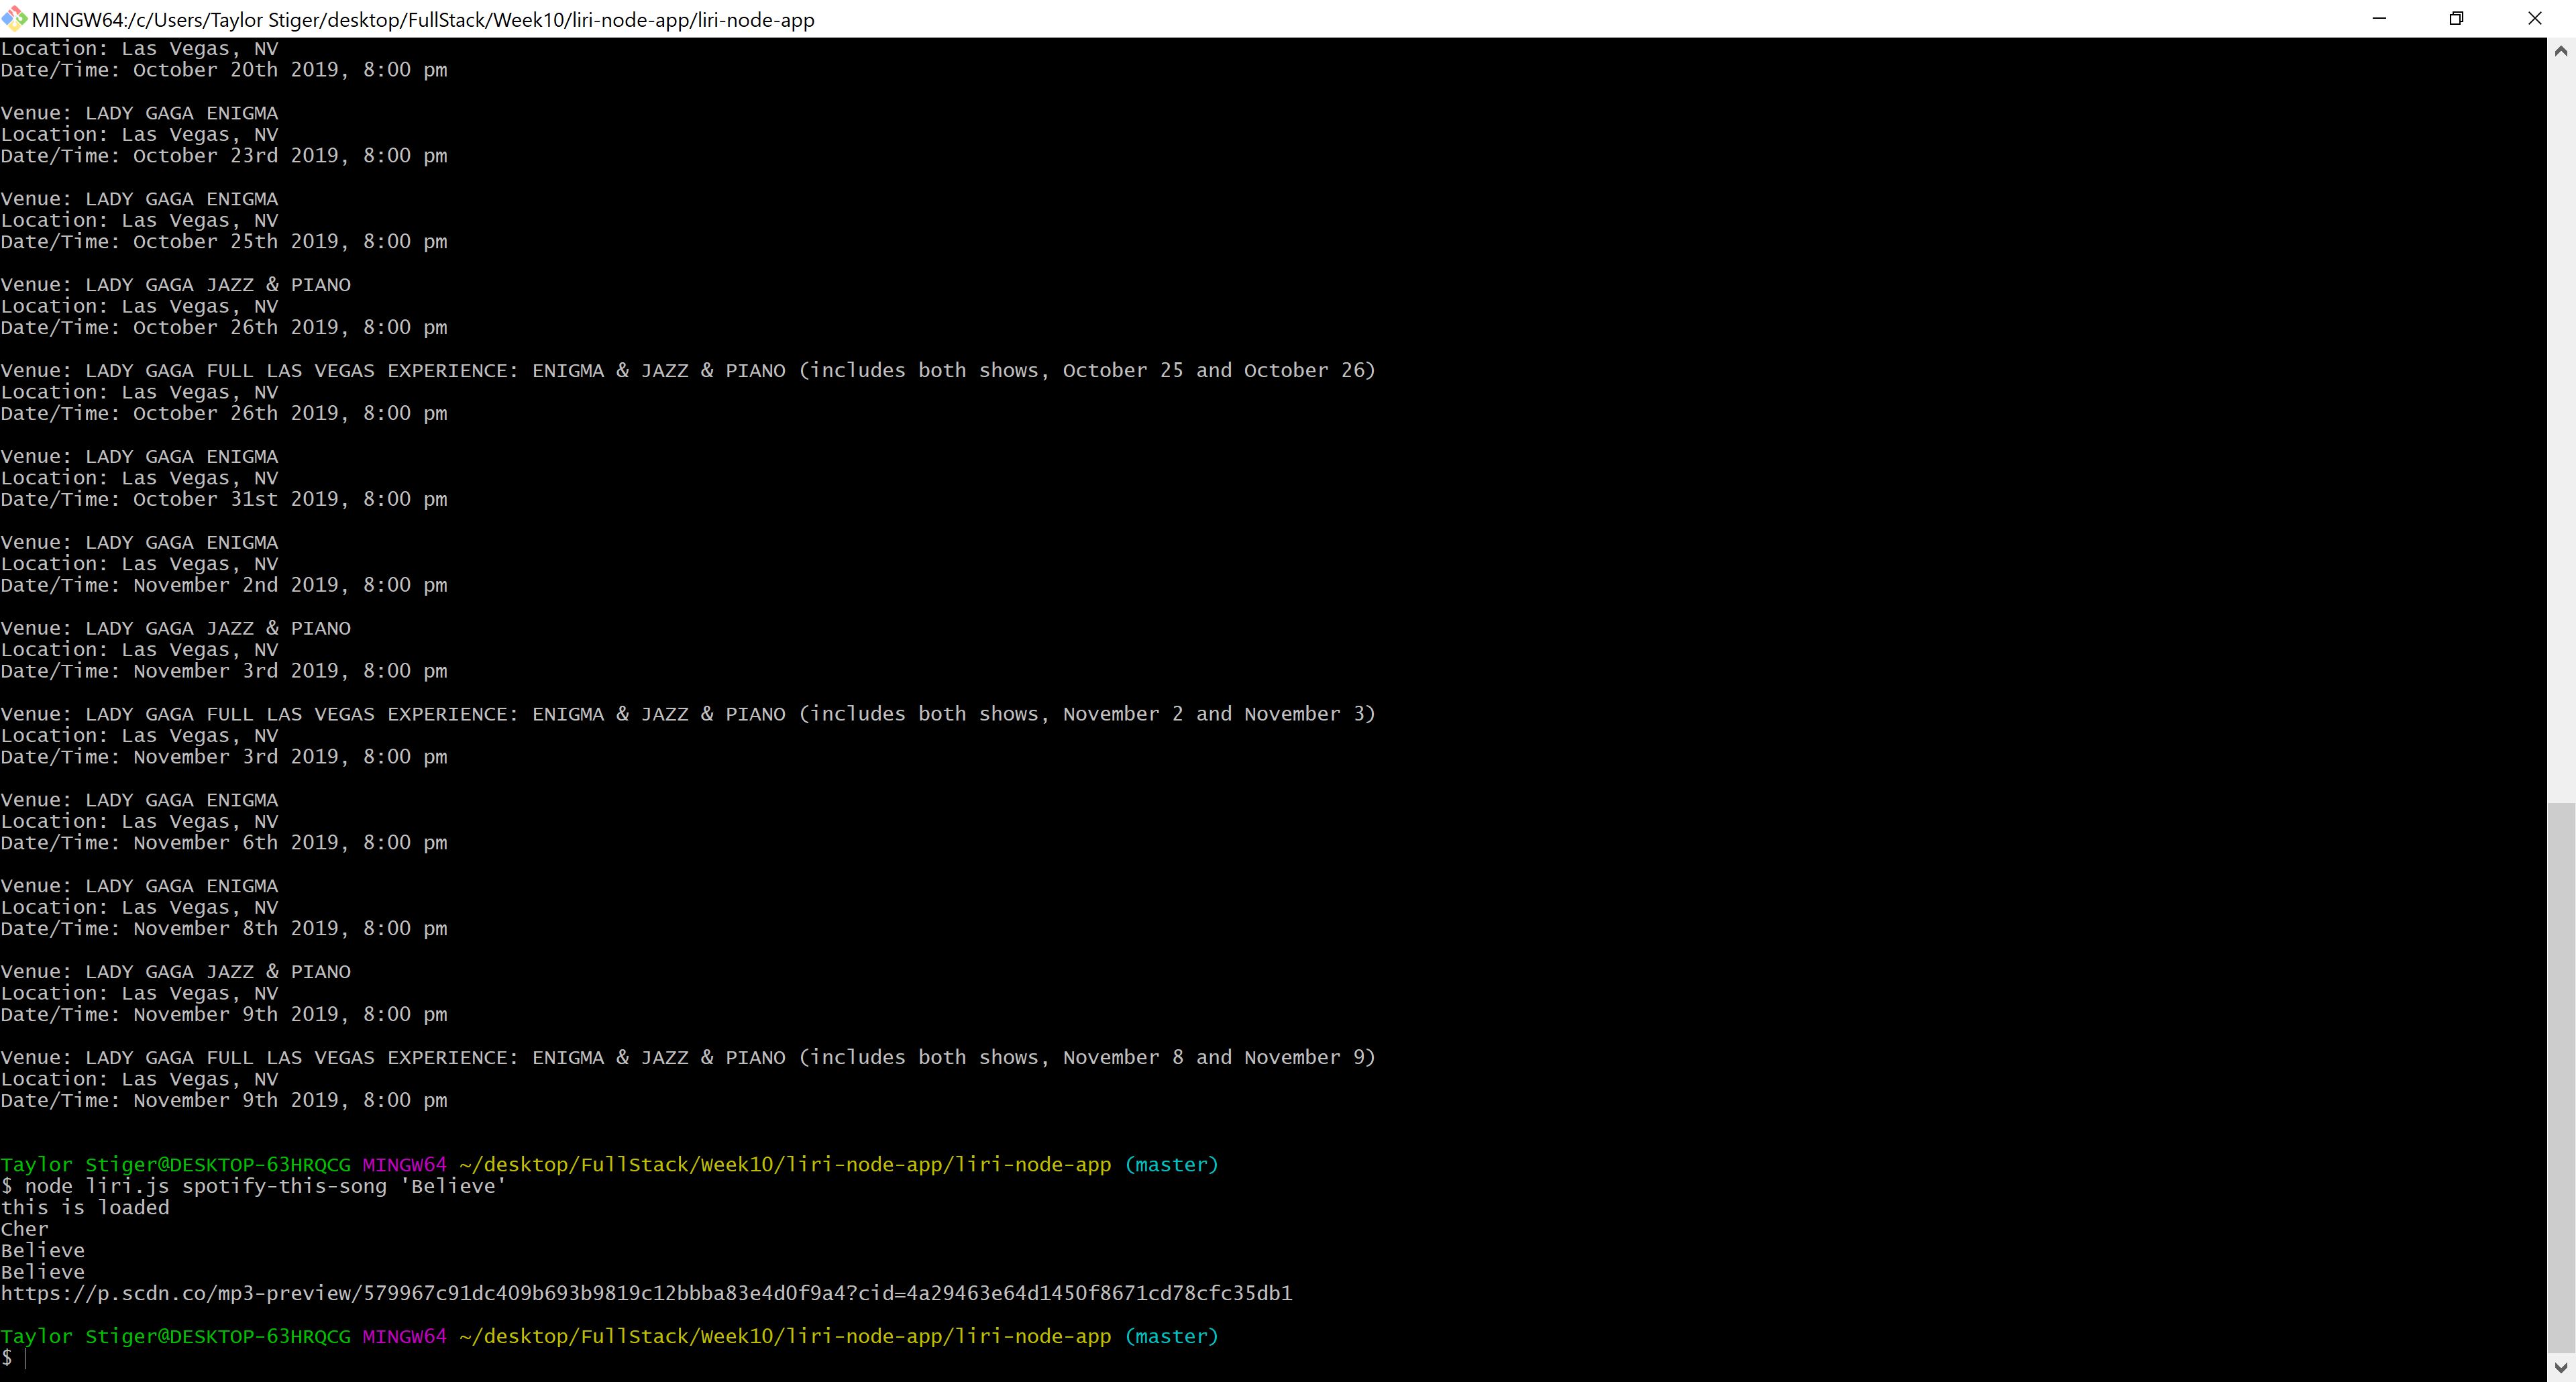 MINGW64:/c/Users/Taylor Stiger/desktop/FullStack/Week10/liri-node-app/liri-node-app
Location: Las Vegas, NV
Date/Time: October 20th 2019, 8:00 pm
Venue: LADY GAGA ENIGMA
Location: Las Vegas, NV
Date/Time: October 23rd 2019, 8:00 pm
Venue: LADY GAGA ENIGMA
Location: Las Vegas, NV
Date/Time: October 25th 2019, 8:00 pm
Venue: LADY GAGA JAZZ & PIANO
Location: Las Vegas, NV
Date/Time: October 26th 2019, 8:00 pm
Venue: LADY GAGA FULL LAS VEGAS EXPERIENCE: ENIGMA & JAZZ & PIANO (includes both shows, October 25 and October 26)
Location: Las Vegas, NV
Date/Time: October 26th 2019, 8:00 pm
Venue: LADY GAGA ENIGMA
Location: Las Vegas, NV
Date/Time: October 31st 2019, 8:00 pm
Venue: LADY GAGA ENIGMA
Location: Las Vegas, NV
Date/Time: November 2nd 2019, 8:00 pm
Venue: LADY GAGA JAZZ & PIANO
Location: Las Vegas, NV
Date/Time: November 3rd 2019, 8:00 pm
Venue: LADY GAGA FULL LAS VEGAS EXPERIENCE: ENIGMA & JAZZ & PIANO (includes both shows, November 2 and November 3)
Location: Las Vegas, NV
Date/Time: November 3rd 2019, 8:00 pm
Venue: LADY GAGA ENIGMA
Location: Las Vegas, NV
Date/Time: November 6th 2019, 8:00 pm
Venue: LADY GAGA ENIGMA
Location: Las Vegas, NV
Date/Time: November 8th 2019, 8:00 pm
Venue: LADY GAGA JAZZ & PIANO
Location: Las Vegas, NV
Date/Time: November 9th 2019, 8:00 pm
Venue: LADY GAGA FULL LAS VEGAS EXPERIENCE: ENIGMA & JAZZ & PIANO (includes both shows, November 8 and November 9)
Location: Las Vegas, NV
Date/Time: November 9th 2019, 8:00 pm
Taylor Stiger@DESKTOP-63HRQCG MINGW64 ~/desktop/FullStack/Week10/liri-node-app/liri-node-app (master)
$ node liri.js spotify-this-song 'Believe'
this is loaded
Cher
Believe
Believe
https://p.scdn.co/mp3-preview/579967c91dc409b693b9819c12bbba83e4d0f9a4?cid=4a29463e64d1450f8671cd78cfc35db1
Taylor Stiger@DESKTOP-63HRQCG MINGW64 ~/desktop/FullStack/Week10/liri-node-app/liri-node-app (master)
$